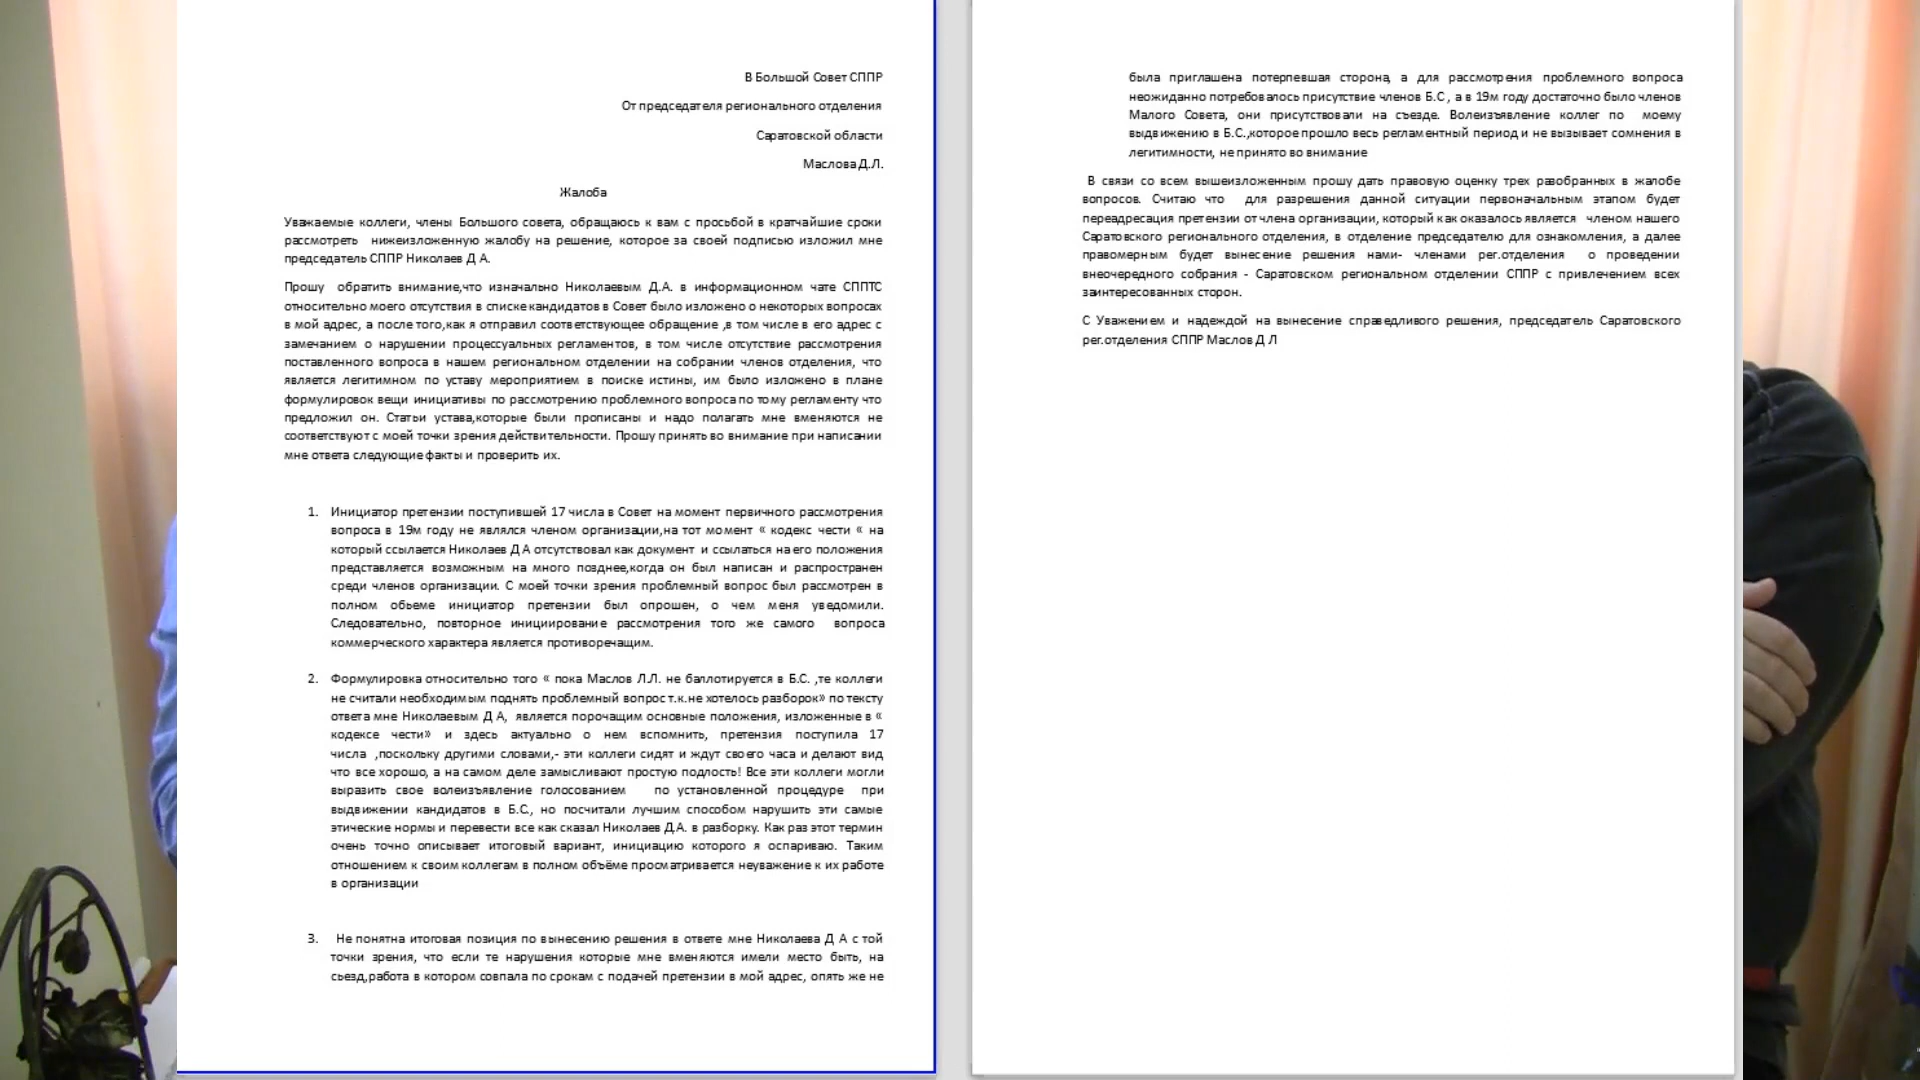 В Большой Совет СППР
От председателя регионального отделения
Саратовской области
Маслова Д.Л.
Жалоба
Уважаемые коллеги, члены Большого совета, обращаюсь к вам с просьбой в кратчайшие сроки
рассмотреть нижеизложенную жалобу на решение, которое за своей подписью изложил мне
председатель СППР Николаев Д А.
Прошу обратить внимание,что изначально Николаевым Д.А. в информационном чате СППТС
относительно моего отсутствия в списке кандидатов в Совет было изложено о некоторых вопросах
в мой адрес, а после того,как я отправил соответствующее обращение ,в том числе в его адрес с
замечанием о нарушении процессуальных регламентов, в том числе отсутствие рассмотрения
поставленного вопроса в нашем региональном отделении на собрании членов отделения, что
является легитимном по уставу мероприятием в поиске истины, им было изложено в плане
формулировок вещи инициативы по рассмотрению проблемного вопроса по тому регламенту что
предложил он. Статьи устава,которые были прописаны и надо полагать мне вменяются не
соответствуют с моей точки зрения действительности. Прошу принять во внимание при написании
мне ответа следующие факты и проверить их.
1. Инициатор претензии поступившей 17 числа в Совет на момент первичного рассмотрения
вопроса в 19м году не являлся членом организации,на тот момент « кодекс чести « на
который ссылается Николаев Д А отсутствовал как документ и ссылаться на его положения
представляется возможным на много позднее,когда он был написан и распространен
среди членов организации. С моей точки зрения проблемный вопрос был рассмотрен в
полном обьеме инициатор претензии был опрошен, о чем меня уведомили.
Следовательно, повторное инициирование рассмотрения того же самого вопроса
коммерческого характера является противоречащим.
2. Формулировка относительно того « пока Маслов Л.Л. не баллотируется в Б.С. ,те коллеги
не считали необходимым поднять проблемный вопрос т.к.не хотелось разборок» по тексту
ответа мне Николаевым Д А, является порочащим основные положения, изложенные в «
кодексе чести» и здесь актуально о нем вспомнить, претензия поступила 17
числа ,поскольку другими словами,- эти коллеги сидят и ждут своего часа и делают вид
что все хорошо, а на самом деле замысливают простую подлость! Все эти коллеги могли
выразить свое волеизъявление голосованием по установленной процедуре при
выдвижении кандидатов в Б.С., но посчитали лучшим способом нарушить эти самые
этические нормы и перевести все как сказал Николаев Д.А. в разборку. Как раз этот термин
очень точно описывает итоговый вариант, инициацию которого я оспариваю. Таким
отношением к своим коллегам в полном объёме просматривается неуважение к их работе
в организации
3. Не понятна итоговая позиция по вынесению решения в ответе мне Николаева Д А с той
точки зрения, что если те нарушения которые мне вменяются имели место быть, на
сьезд,работа в котором совпала по срокам с подачей претензии в мой адрес, опять же не
была приглашена потерпевшая сторона, а для рассмотрения проблемного вопроса
неожиданно потребовалось присутствие членов Б.С , а в 19м году достаточно было членов
Малого Совета, они присутствовали на съезде. Волеизъявление коллег по моему
выдвижению в Б.С.,которое прошло весь регламентный период и не вызывает сомнения в
легитимности, не принято во внимание
В связи со всем вышеизложенным прошу дать правовую оценку трех разобранных в жалобе
вопросов. Считаю что для разрешения данной ситуации первоначальным этапом будет
переадресация претензии от члена организации, который как оказалось является членом нашего
Саратовского регионального отделения, в отделение председателю для ознакомления, а далее
правомерным будет вынесение решения нами- членами рег.отделения о проведении
внеочередного собрания - Саратовском региональном отделении СППР с привлечением всех
заинтересованных сторон.
С Уважением и надеждой на вынесение справедливого решения, председатель Саратовского
рег.отделения СППР Маслов Д Л